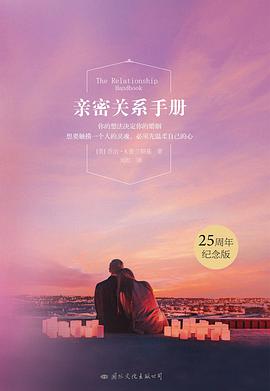 The Relationship
Handbook
亲密关系手册
你的想法决定你的婚姻
想要触摸一个人的灵魂，必须先温柔自己的心
[美] 乔治·S.普兰斯基 著
25周年
纪念版
国际文化出版公司